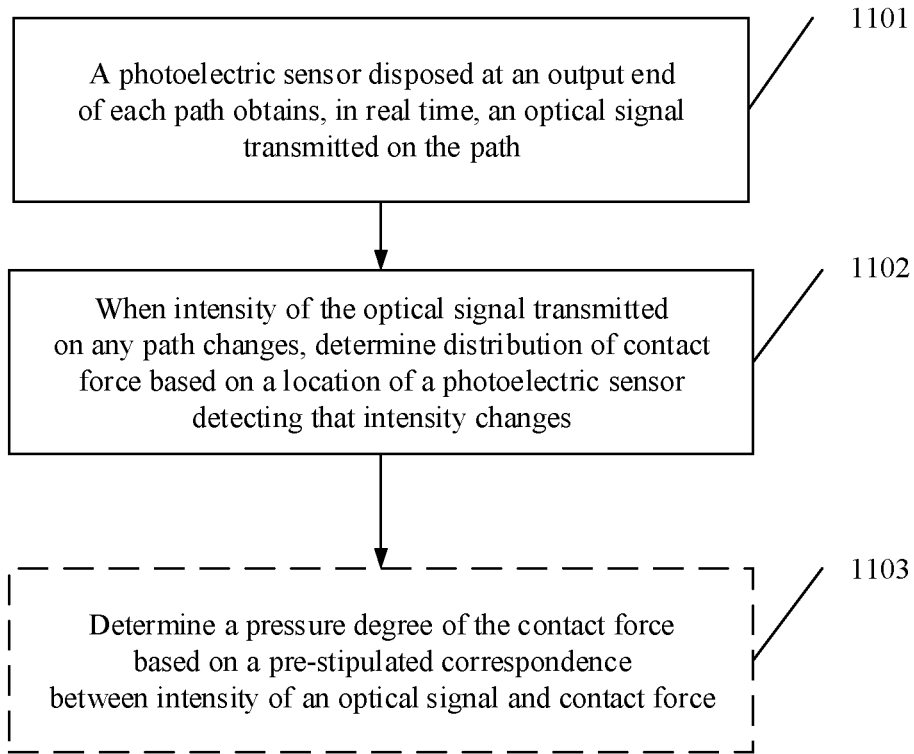 1101
A photoelectric sensor disposed at an output end
of each path obtains, in real time, an optical signal
transmitted on the path
1102
When intensity of the optical signal transmitted
on any path changes, determine distribution of contact
force based on a location of a photoelectric sensor
detecting that intensity changes
1103
Determine a pressure degree of the contact force
based on a pre-stipulated correspondence
between intensity of an optical signal and contact force